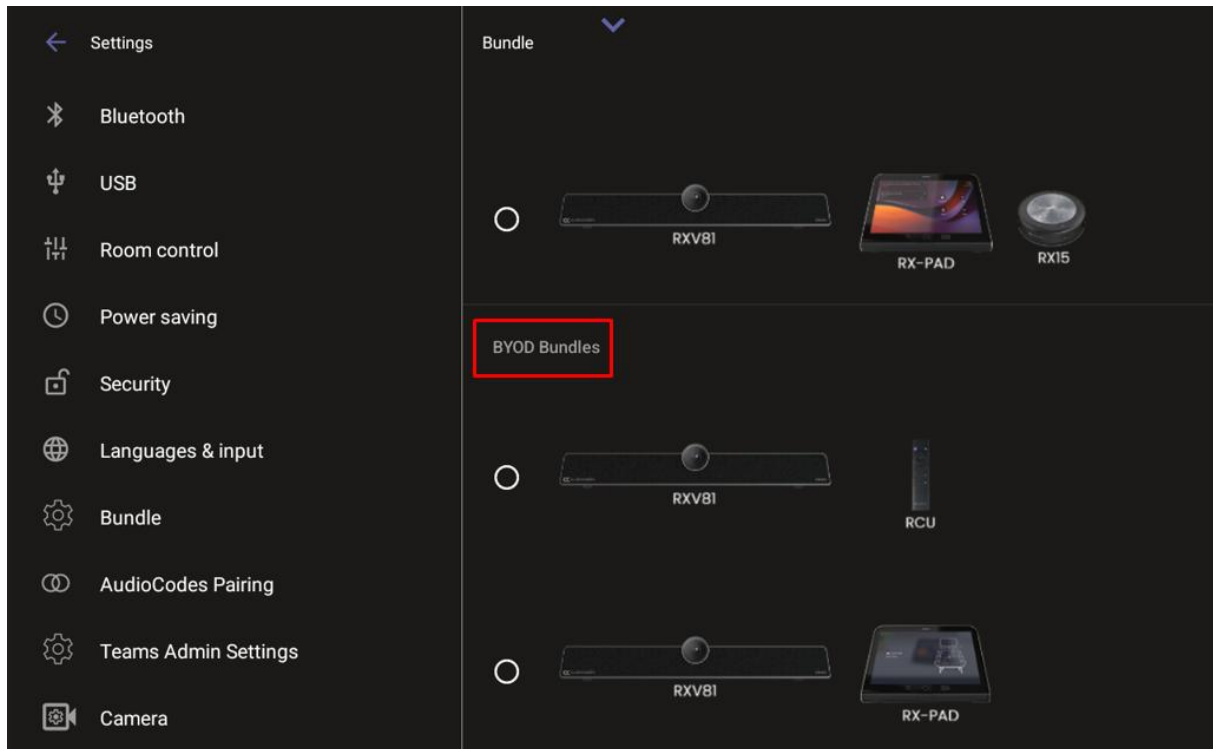 Settings
Bluetooth
USB
Room control
Power saving
Security
Languages & input
Bundle
AudioCodes Pairing
Teams Admin Settings
Camera
Bundle
RXV81
RX-PAD
RX15
BYOD Bundles
RXV81
RCU
RXV81
RX-PAD